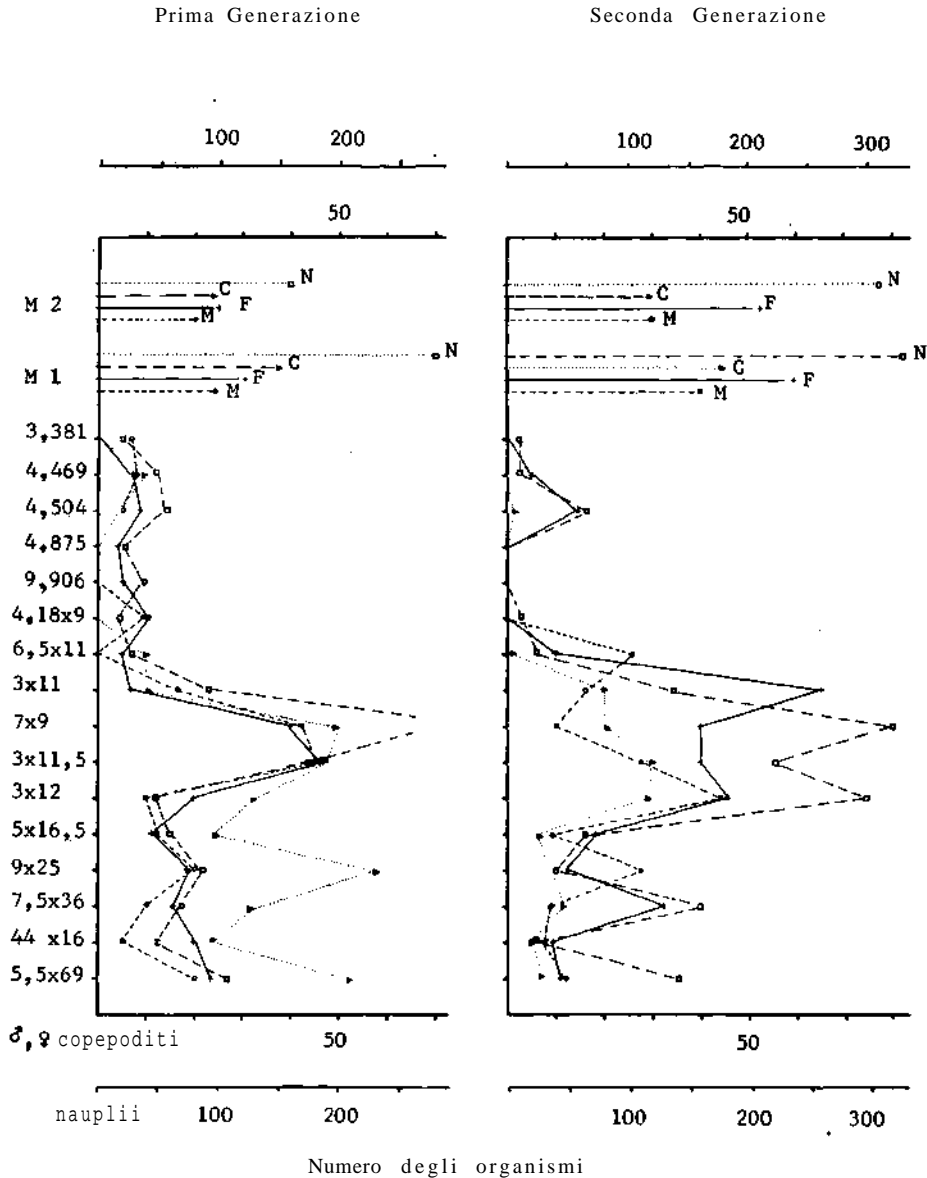 Prima Generazione Seconda Generazione
100 200 100 200 300
50 50
N N
M 2 C C
F F
M M
N N
M 1 C C
F F
M M
3,381
4,469
4,504
4,875
9,906
4,18x9
6,5x11
3x11
7x9
3x11,5
3x12
5x16,5
9x25
7,5x36
44 x16
5,5x69
♂,♀ copepoditi 50 50
nauplii 100 200 100 200 300
Numero degli organismi